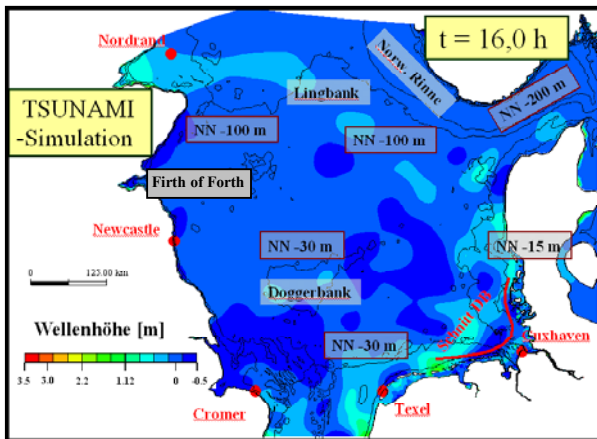 Nordrand
t = 16,0 h
Norw. Rinne
Lingbank
NN -200 m
TSUNAMI
-Simulation
NN -100 m
NN -100 m
Firth of Forth
Newcastle
NN -30 m
NN -15 m
0 125.00 km
Doggerbank
Schnitt DB
Wellenhöhe [m]
NN -30 m
Cuxhaven
3.5 3.0 2.2 1.12 0 -0.5
Cromer
Texel